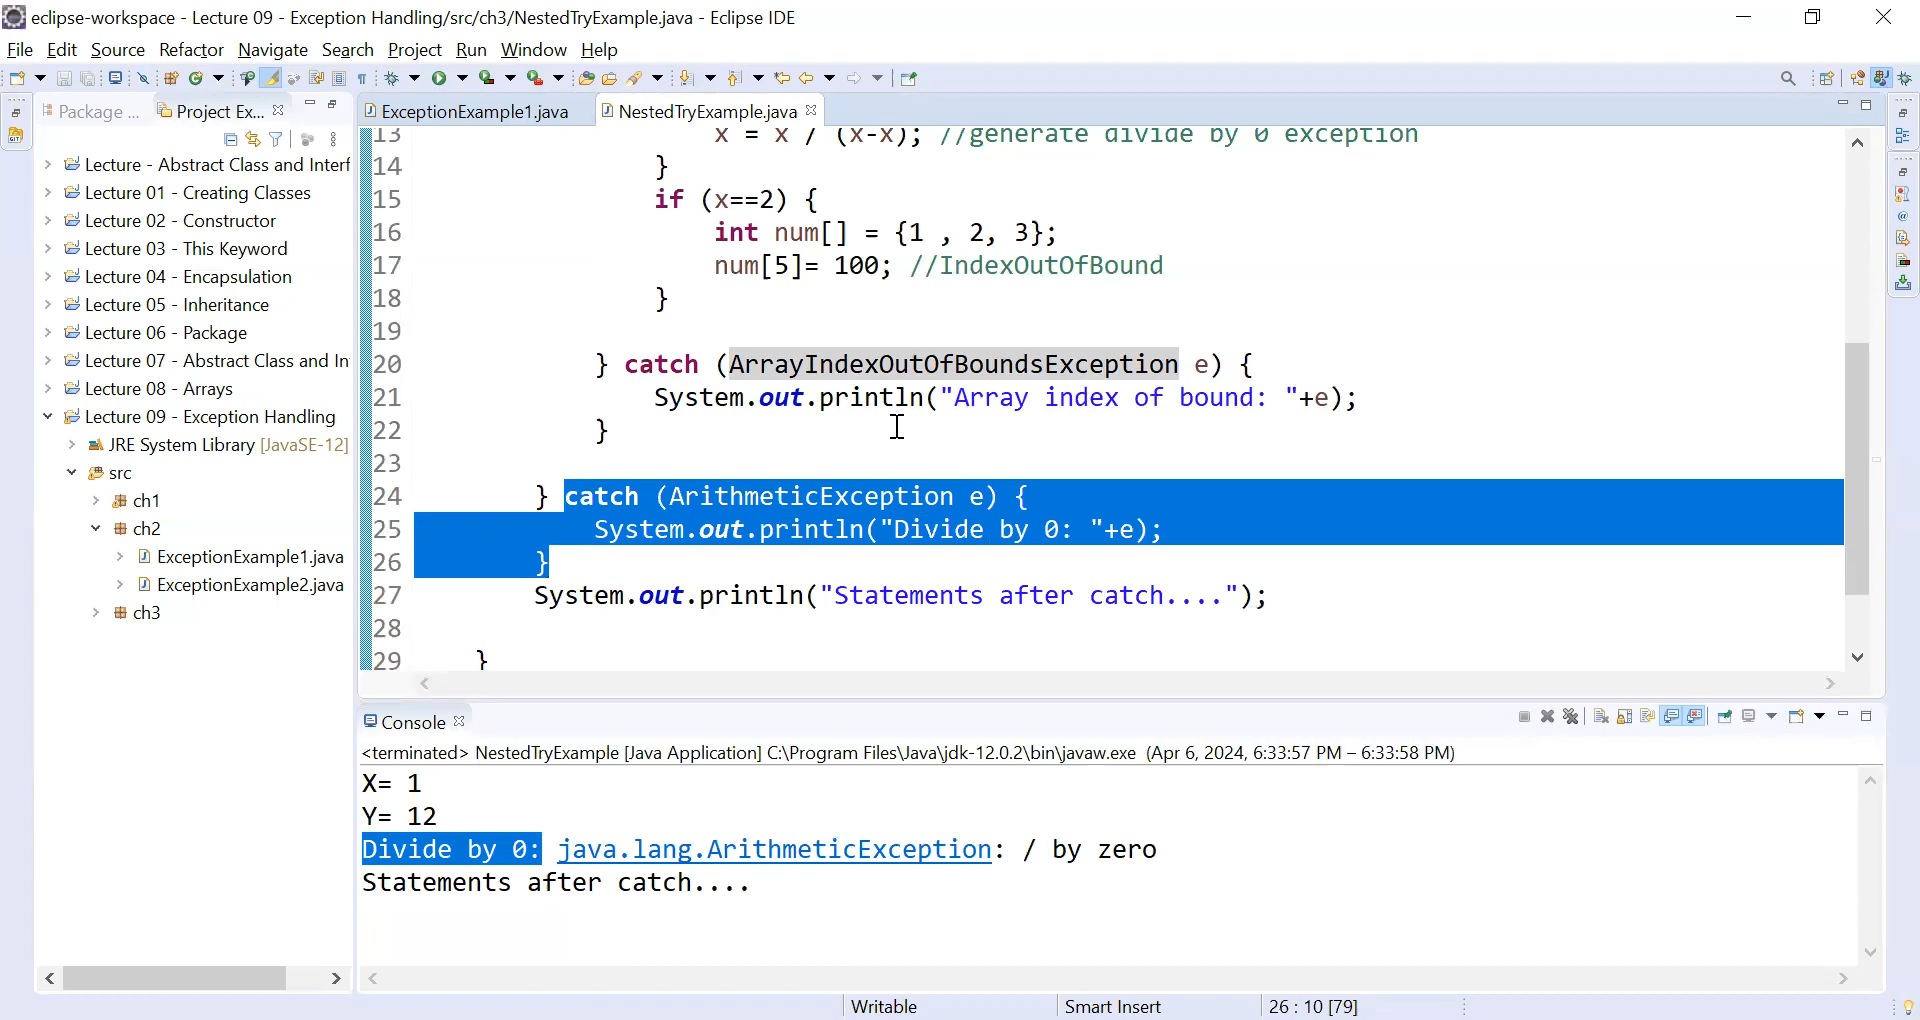 eclipse-workspace - Lecture 09 - Exception Handling/src/ch3/NestedTryExample.java - Eclipse IDE
File Edit Source Refactor Navigate Search Project Run Window Help
Package ... Project Ex...
Lecture - Abstract Class and Interf
Lecture 01 - Creating Classes
Lecture 02 - Constructor
Lecture 03 - This Keyword
Lecture 04 - Encapsulation
Lecture 05 - Inheritance
Lecture 06 - Package
Lecture 07 - Abstract Class and In
Lecture 08 - Arrays
Lecture 09 - Exception Handling
JRE System Library [JavaSE-12]
src
ch1
ch2
ExceptionExample1.java
ExceptionExample2.java
ch3
ExceptionExample1.java NestedTryExample.java
13 x = x / (x-x); //generate divide by 0 exception
14 }
15 if (x==2) {
16 int num[] = {1 , 2, 3};
17 num[5]= 100; //IndexOutOfBound
18 }
19
20 } catch (ArrayIndexOutOfBoundsException e) {
21 System.out.println("Array index of bound: "+e);
22 }
23
24 } catch (ArithmeticException e) {
25 System.out.println("Divide by 0: "+e);
26 }
27 System.out.println("Statements after catch....");
28
29 }
Console
<terminated> NestedTryExample [Java Application] C:\Program Files\Java\jdk-12.0.2\bin\javaw.exe (Apr 6, 2024, 6:33:57 PM – 6:33:58 PM)
X= 1
Y= 12
Divide by 0: java.lang.ArithmeticException: / by zero
Statements after catch....
Writable Smart Insert 26 : 10 [79]